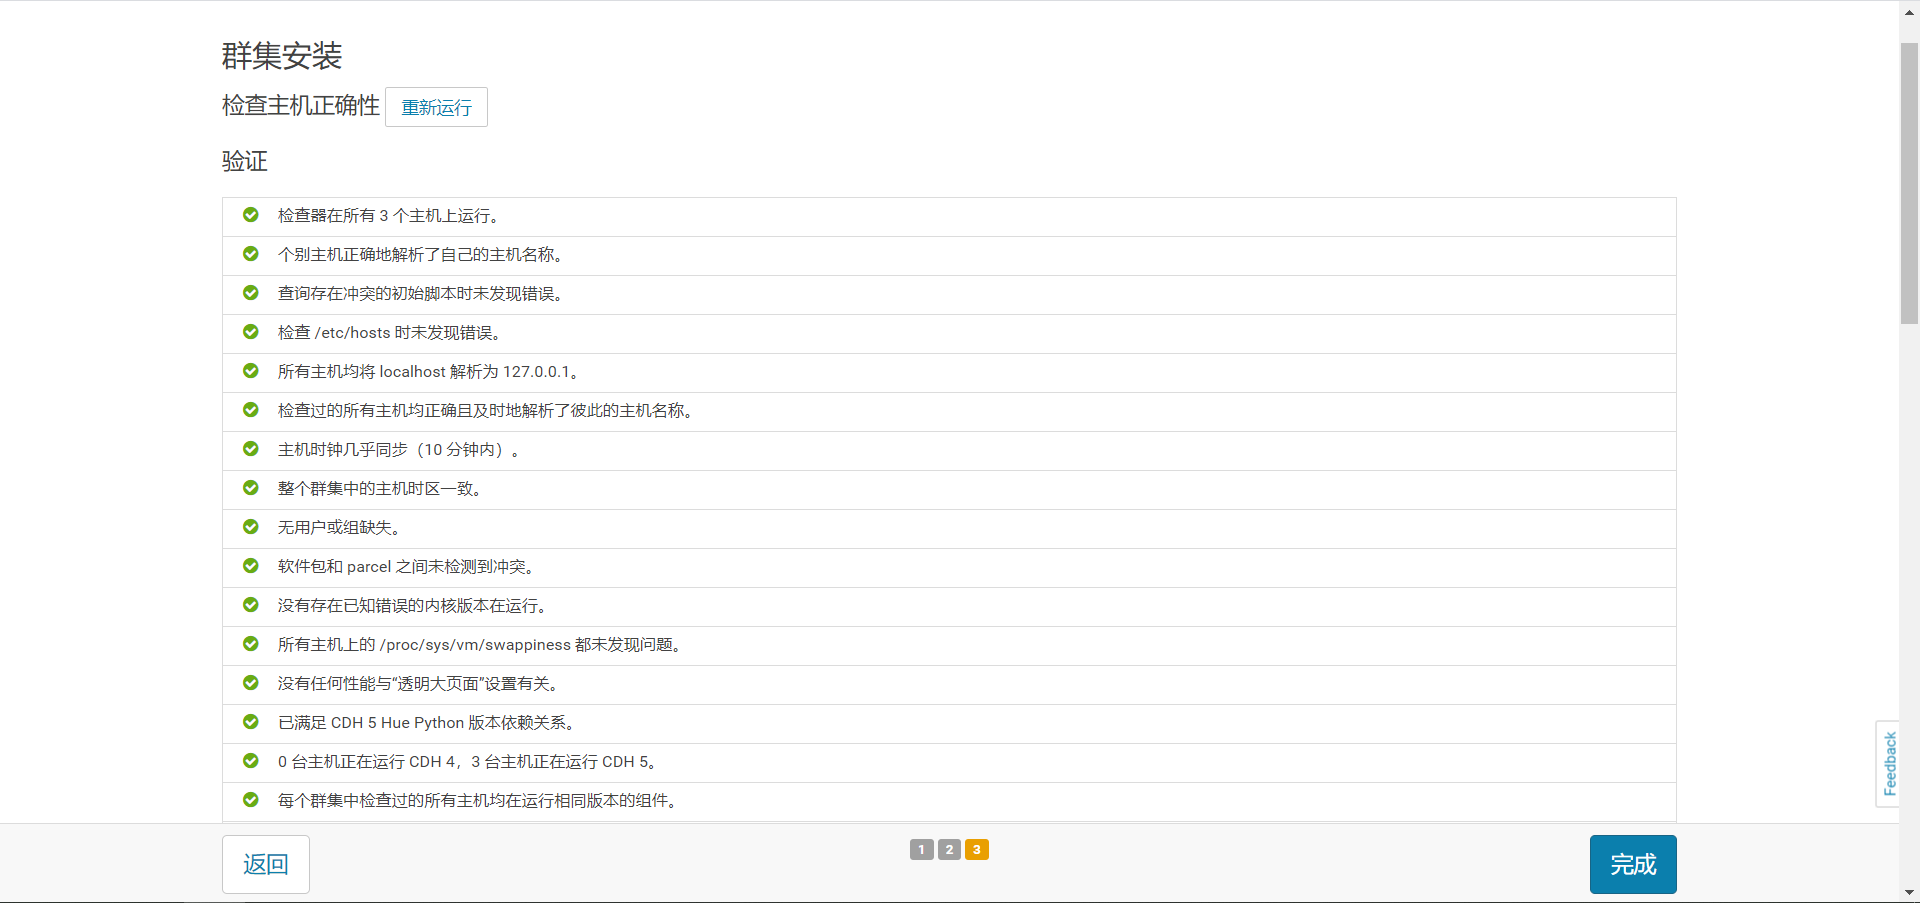 群集安装
检查主机正确性 重新运行
验证
检查器在所有 3 个主机上运行。
个别主机正确地解析了自己的主机名称。
查询存在冲突的初始脚本时未发现错误。
检查 /etc/hosts 时未发现错误。
所有主机均将 localhost 解析为 127.0.0.1。
检查过的所有主机均正确且及时地解析了彼此的主机名称。
主机时钟几乎同步（10 分钟内）。
整个群集中的主机时区一致。
无用户或组缺失。
软件包和 parcel 之间未检测到冲突。
没有存在已知错误的内核版本在运行。
所有主机上的 /proc/sys/vm/swappiness 都未发现问题。
没有任何性能与“透明大页面”设置有关。
已满足 CDH 5 Hue Python 版本依赖关系。
0 台主机正在运行 CDH 4，3 台主机正在运行 CDH 5。
每个群集中检查过的所有主机均在运行相同版本的组件。
Feedback
返回 1 2 3 完成